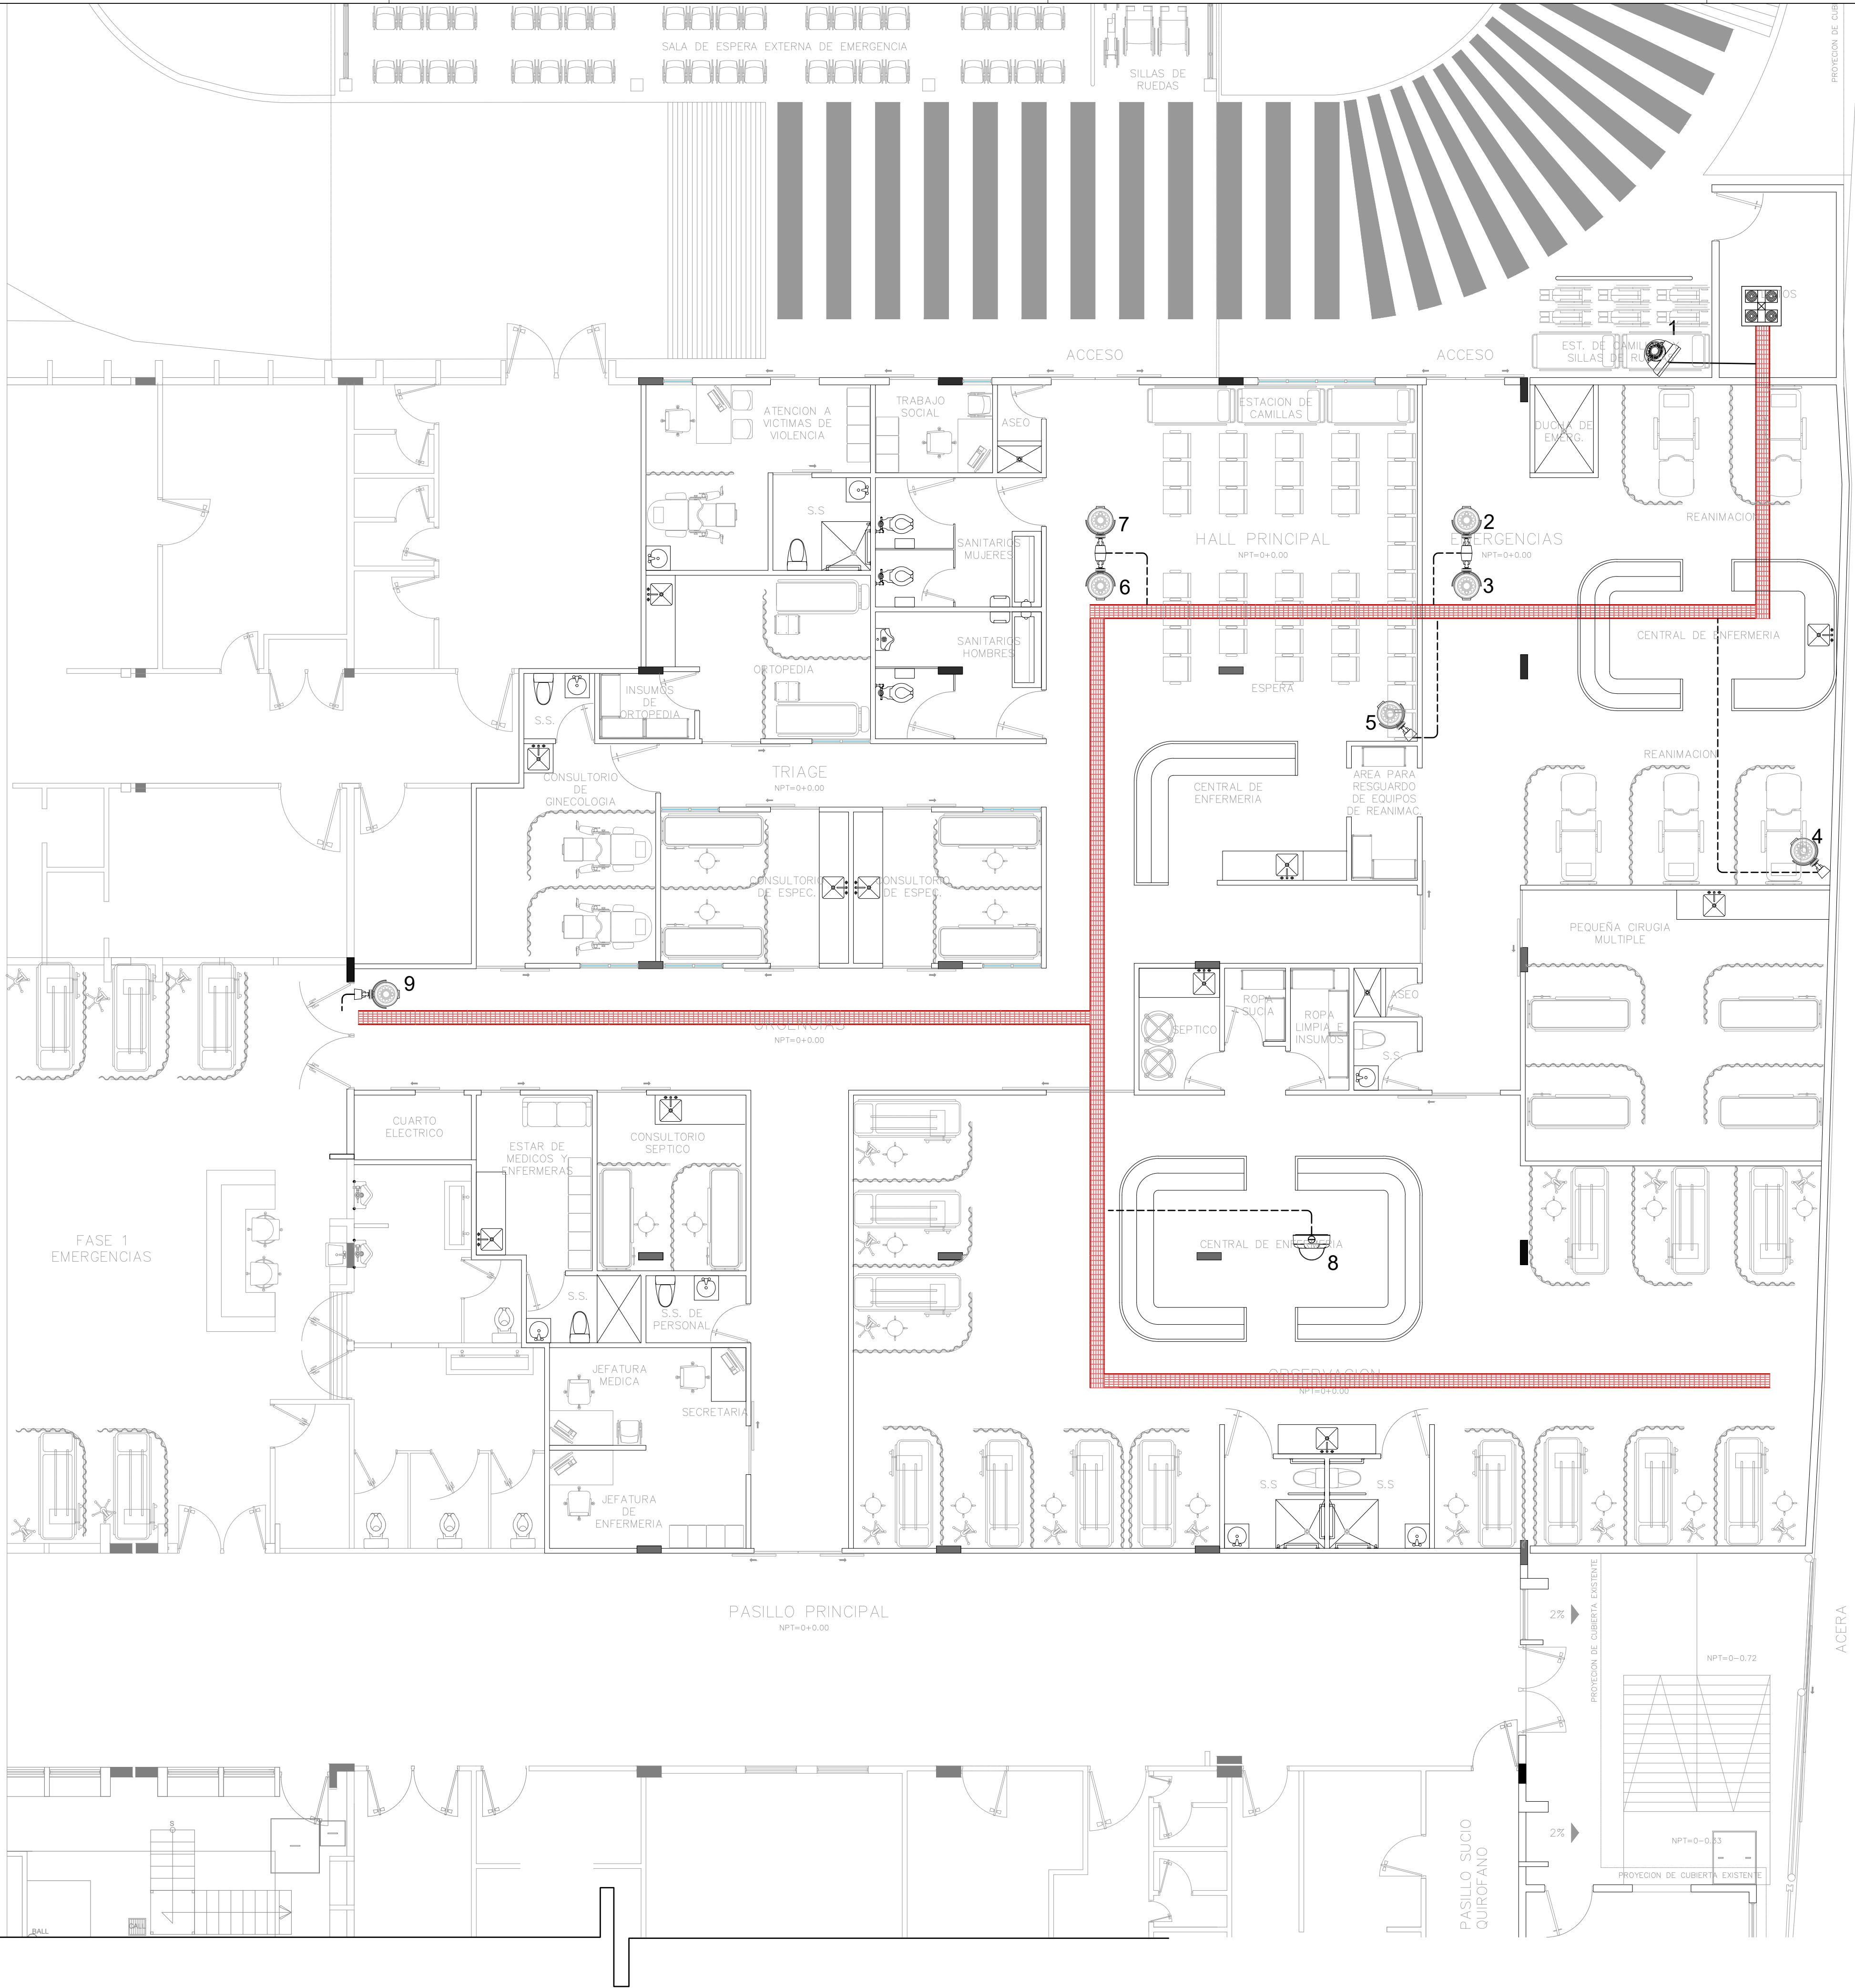 SALA DE ESPERA EXTERNA DE EMERGENCIA
SILLAS DE
RUEDAS
1
EST. DE
SILLAS DE
ACCESO
ACCESO
ATENCION A
VICTIMAS DE
VIOLENCIA
TRABAJO
SOCIAL
ASEO
ESTACION DE
CAMILLAS
DUCHA DE
EMERG.
S.S
SANITARIOS
MUJERES
7
6
HALL PRINCIPAL
NPT=0+0.00
2
3
EMERGENCIAS
NPT=0+0.00
REANIMACION
SANITARIOS
HOMBRES
CENTRAL DE ENFERMERIA
ORTOPEDIA
INSUMOS
DE
ORTOPEDIA
S.S.
ESPERA
5
TRIAGE
NPT=0+0.00
CONSULTORIO
DE
GINECOLOGIA
CENTRAL DE
ENFERMERIA
AREA PARA
RESGUARDO
DE EQUIPOS
DE REANIMAC.
REANIMACION
4
CONSULTORIO
DE ESPEC.
CONSULTORIO
DE ESPEC.
PEQUEÑA CIRUGIA
MULTIPLE
9
URGENCIAS
NPT=0+0.00
SEPTICO
ROPA
SUCIA
ROPA
LIMPIA E
INSUMOS
ASEO
S.S.
CUARTO
ELECTRICO
ESTAR DE
MEDICOS Y
ENFERMERAS
CONSULTORIO
SEPTICO
FASE 1
EMERGENCIAS
CENTRAL DE ENFERMERIA
8
S.S.
S.S. DE
PERSONAL
JEFATURA
MEDICA
SECRETARIA
OBSERVACION
NPT=0+0.00
JEFATURA
DE
ENFERMERIA
S.S
S.S
PASILLO PRINCIPAL
NPT=0+0.00
2%
PROYECION DE CUBIERTA EXISTENTE
ACERA
NPT=0-0.72
2%
NPT=0-0.33
PROYECION DE CUBIERTA EXISTENTE
PASILLO SUCIO
QUIROFANO
S
BALL